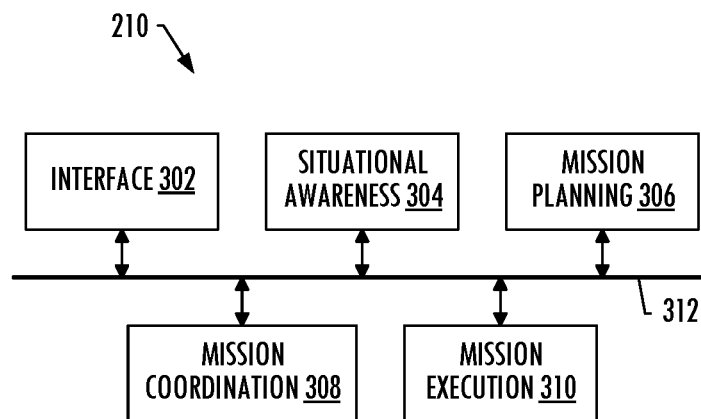 210
INTERFACE 302
SITUATIONAL
AWARENESS 304
MISSION
PLANNING 306
312
MISSION
COORDINATION 308
MISSION
EXECUTION 310